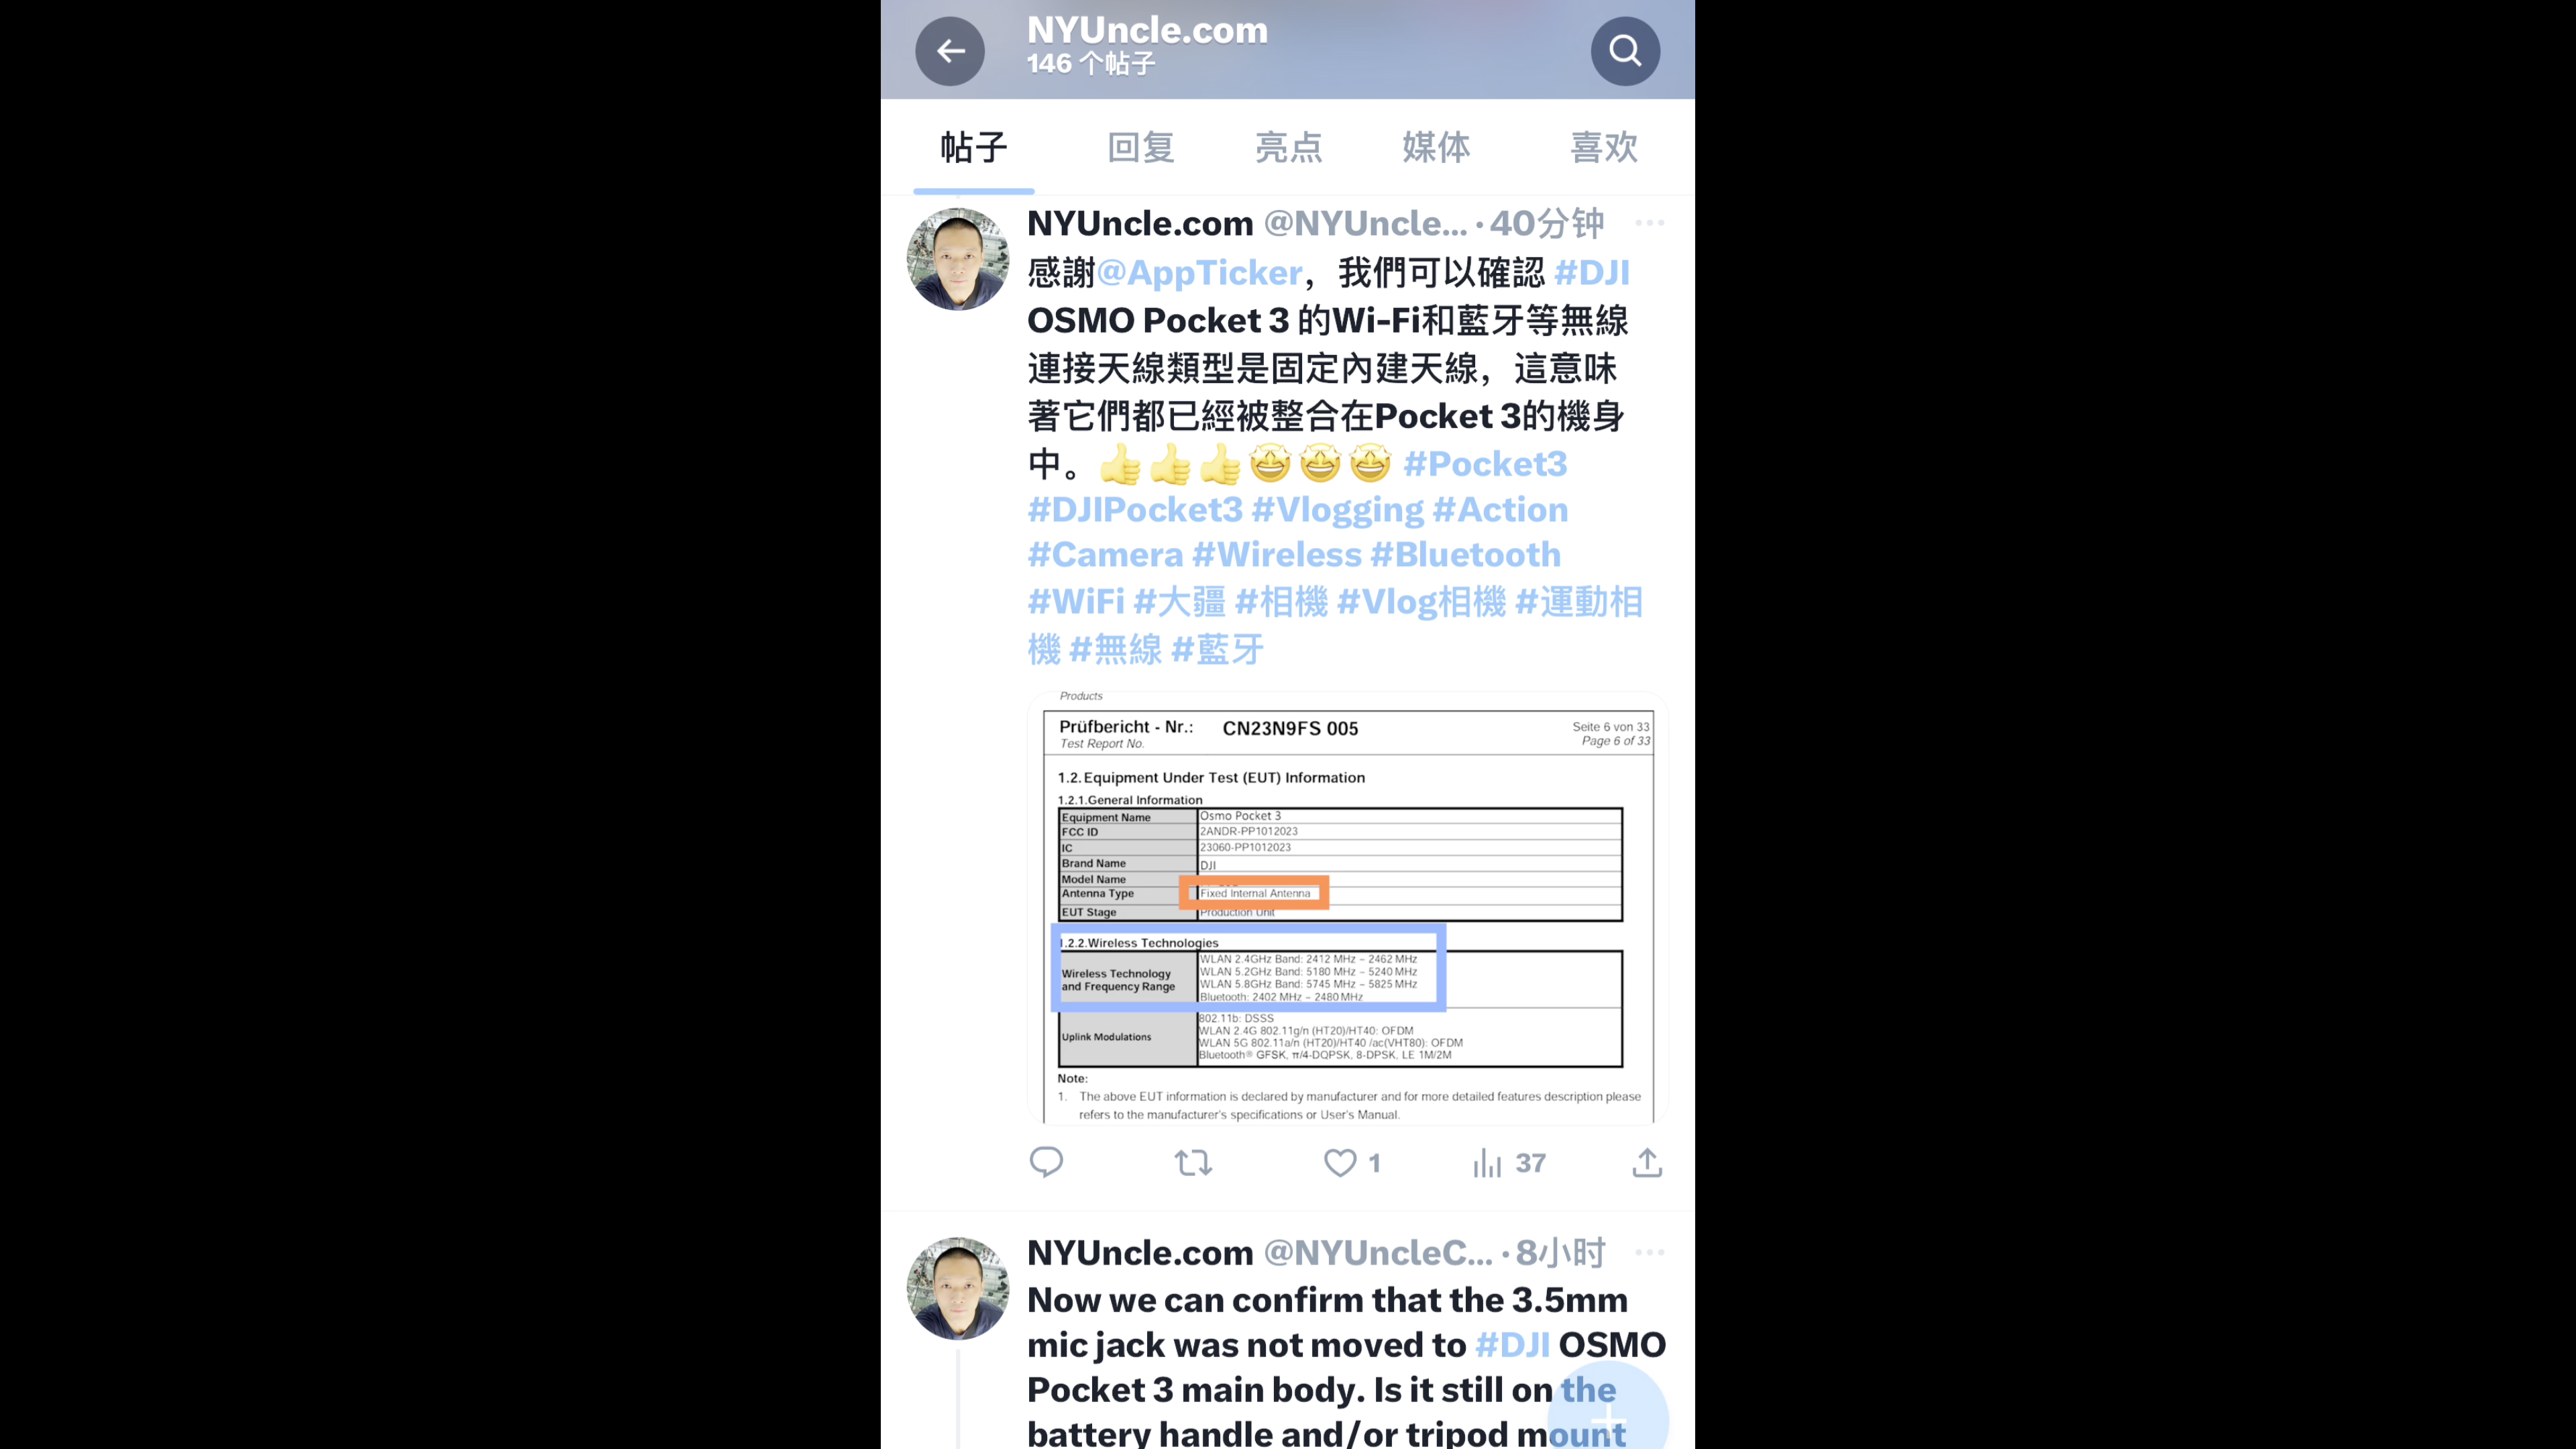 NYUncle.com
146 个帖子
帖子 回复 亮点 媒体 喜欢
NYUncle.com @NYUncle... · 40分钟
感謝@AppTicker，我們可以確認 #DJI
OSMO Pocket 3 的Wi-Fi和藍牙等無線
連接天線類型是固定內建天線，這意味
著它們都已經被整合在Pocket 3的機身
中。👍👍👍🤩🤩🤩 #Pocket3
#DJIPocket3 #Vlogging #Action
#Camera #Wireless #Bluetooth
#WiFi #大疆 #相機 #Vlog相機 #運動相
機 #無線 #藍牙
Products
Prüfbericht - Nr.: CN23N9FS 005 Seite 6 von 33
Test Report No. Page 6 of 33
1.2. Equipment Under Test (EUT) Information
1.2.1.General Information
Equipment Name Osmo Pocket 3
FCC ID 2ANDR-PP1012023
IC 23060-PP1012023
Brand Name DJI
Model Name
Antenna Type Fixed Internal Antenna
EUT Stage Production Unit
1.2.2.Wireless Technologies
Wireless Technology and Frequency Range
WLAN 2.4GHz Band: 2412 MHz – 2462 MHz
WLAN 5.2GHz Band: 5180 MHz – 5240 MHz
WLAN 5.8GHz Band: 5745 MHz – 5825 MHz
Bluetooth: 2402 MHz – 2480 MHz
Uplink Modulations
802.11b: DSSS
WLAN 2.4G 802.11g/n (HT20)/HT40: OFDM
WLAN 5G 802.11a/n (HT20)/HT40 /ac(VHT80): OFDM
Bluetooth® GFSK, π/4-DQPSK, 8-DPSK, LE 1M/2M
Note:
1. The above EUT information is declared by manufacturer and for more detailed features description please
refers to the manufacturer's specifications or User's Manual.
1 37
NYUncle.com @NYUncleC... · 8小时
Now we can confirm that the 3.5mm
mic jack was not moved to #DJI OSMO
Pocket 3 main body. Is it still on the
battery handle and/or tripod mount